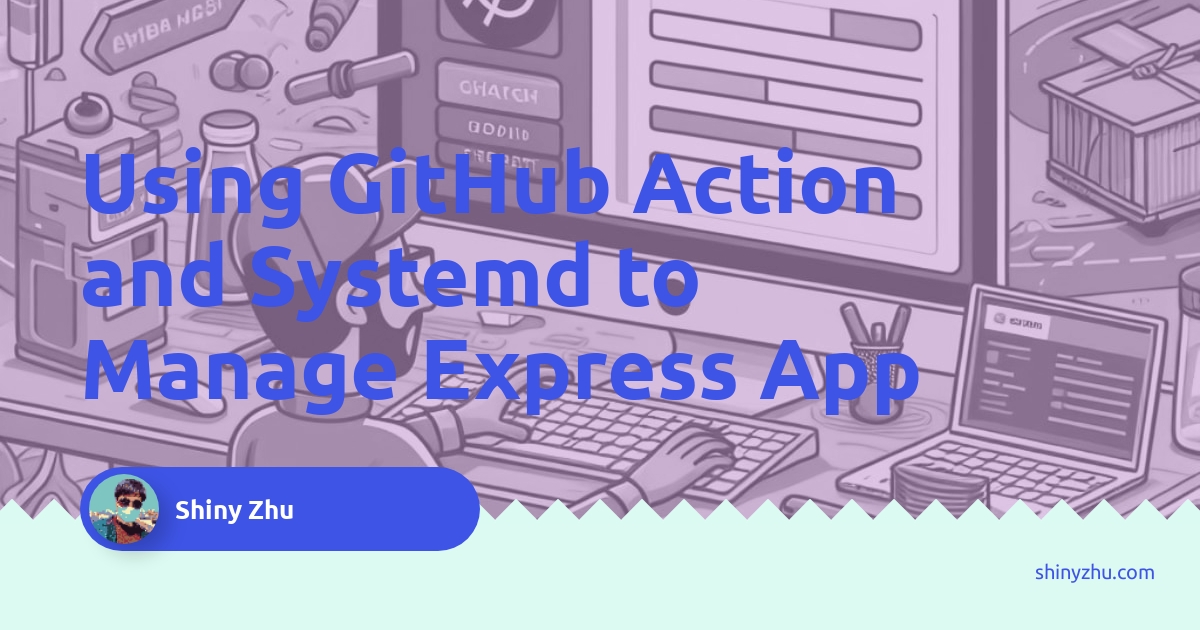 Using GitHub Action
and Systemd to
Manage Express App
Shiny Zhu
shinyzhu.com